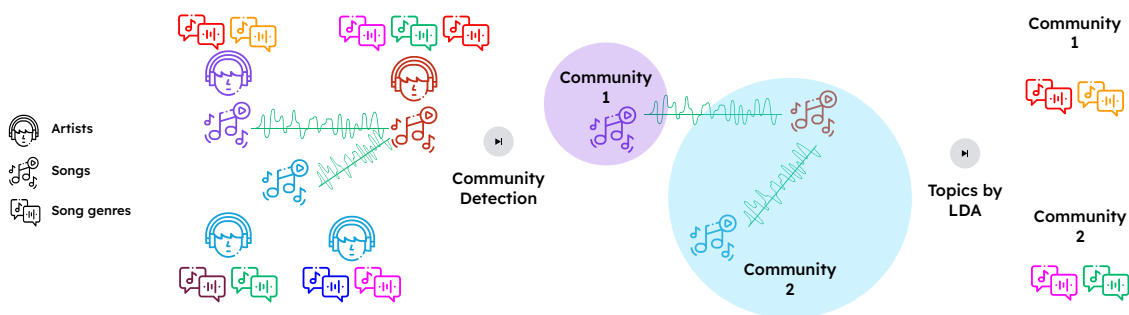 Artists
Songs
Song genres
Community
Detection
Community
1
Community
2
Topics by
LDA
Community
1
Community
2